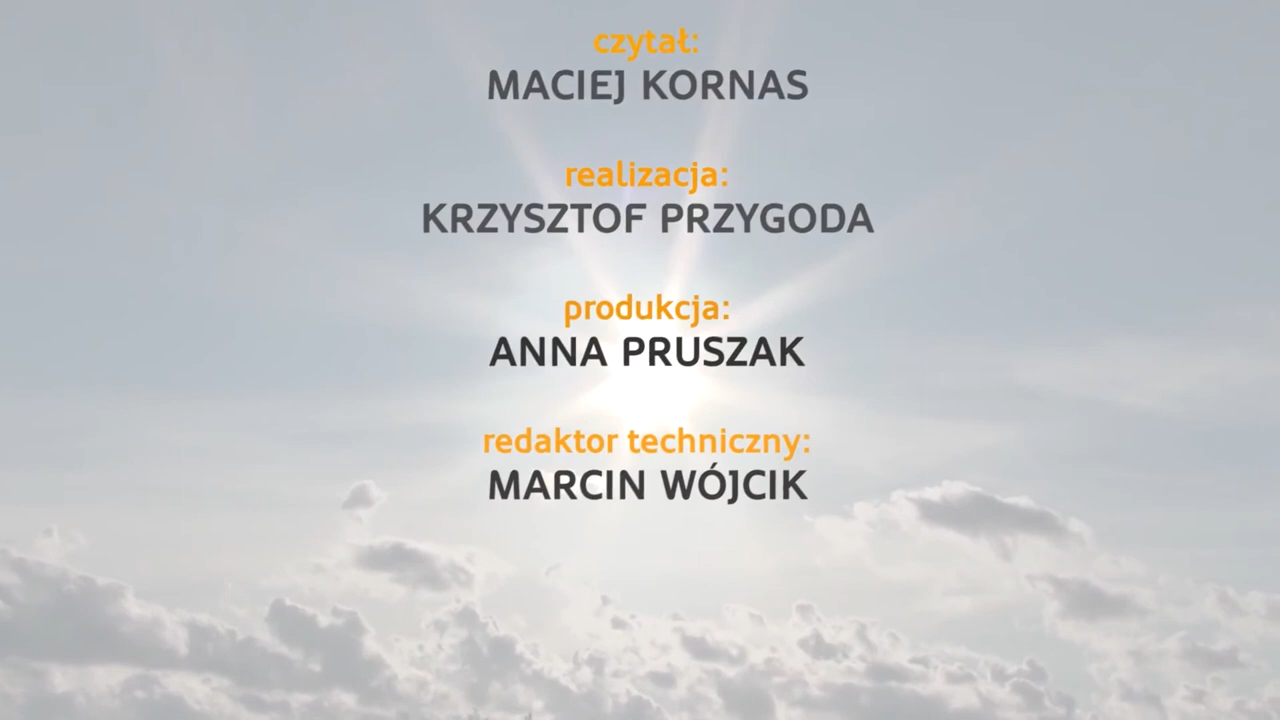 czytał:
MACIEJ KORNAS
realizacja:
KRZYSZTOF PRZYGODA
produkcja:
ANNA PRUSZAK
redaktor techniczny:
MARCIN WÓJCIK